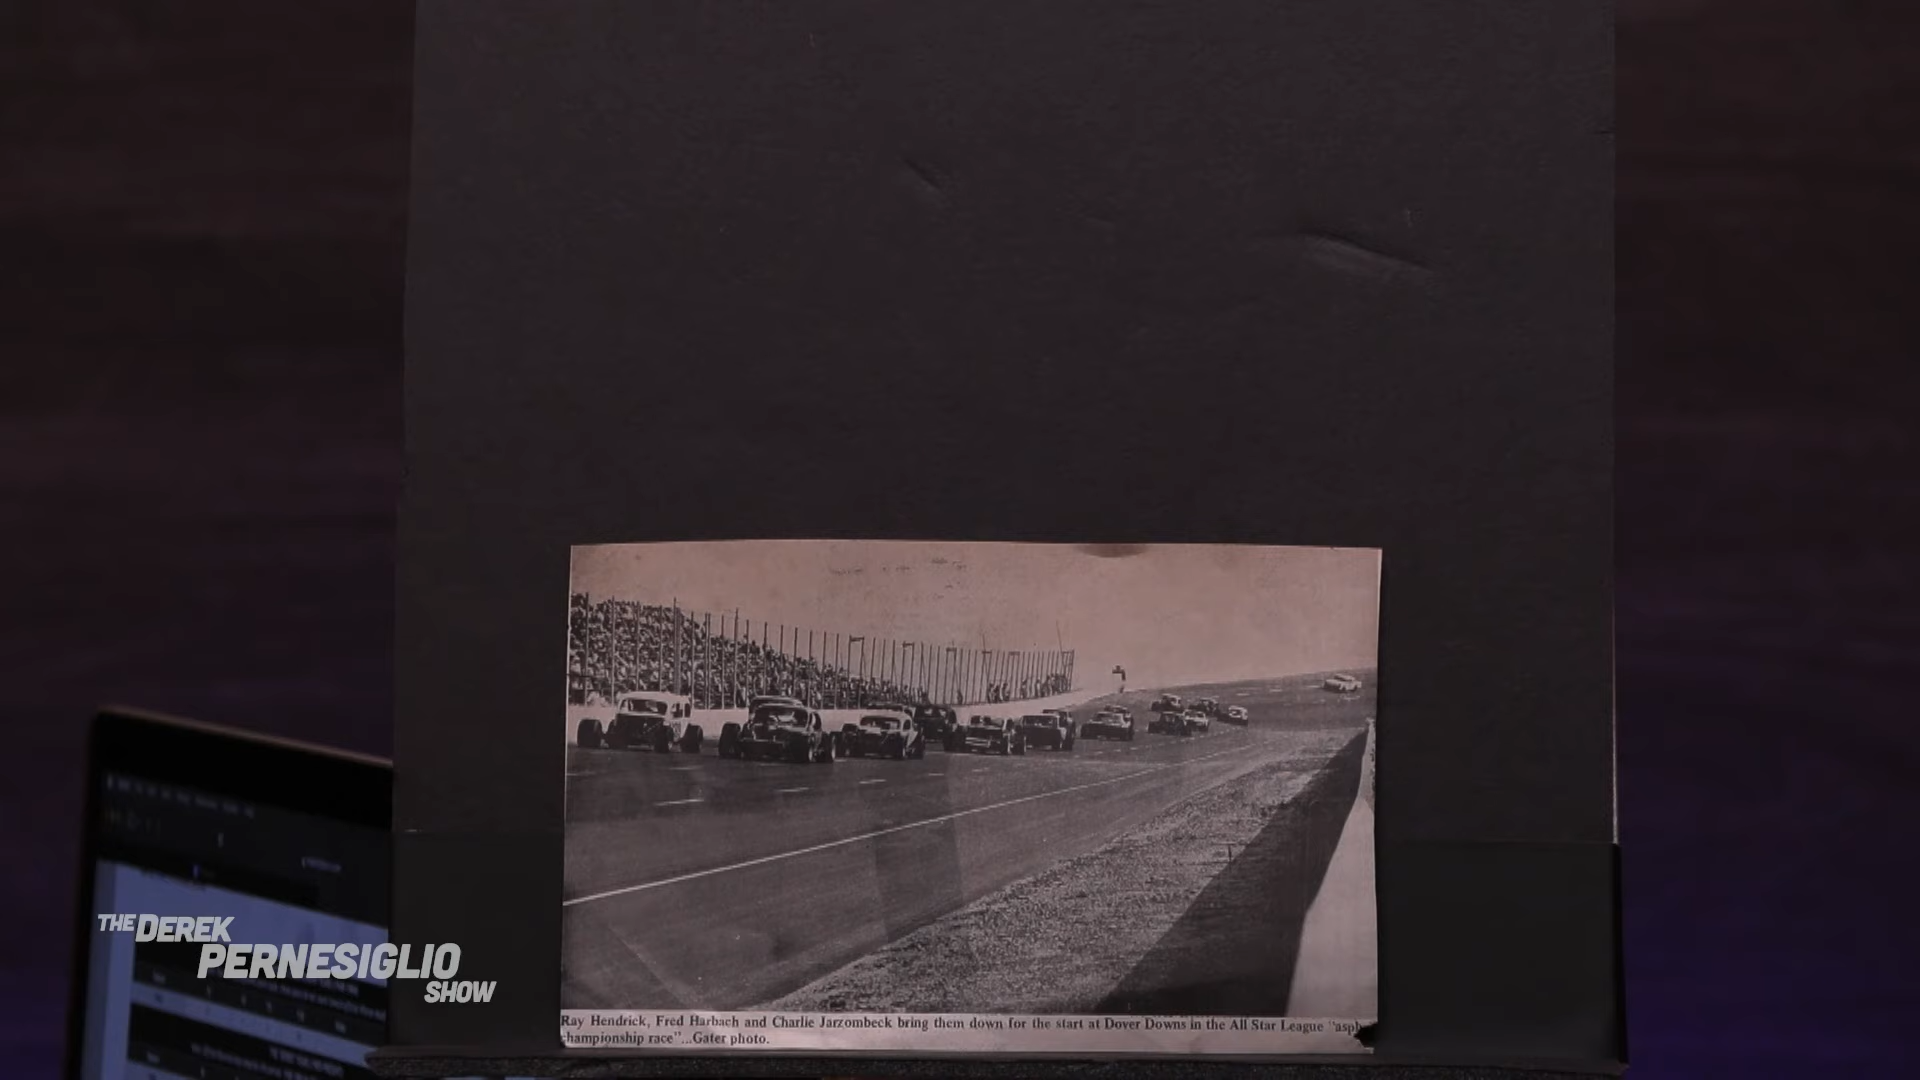 THE DEREK
PERNESIGLIO
SHOW
Ray Hendrick, Fred Harbach and Charlie Jarzombeck bring them down for the start at Dover Downs in the All Star League "asph
championship race"...Gater photo.